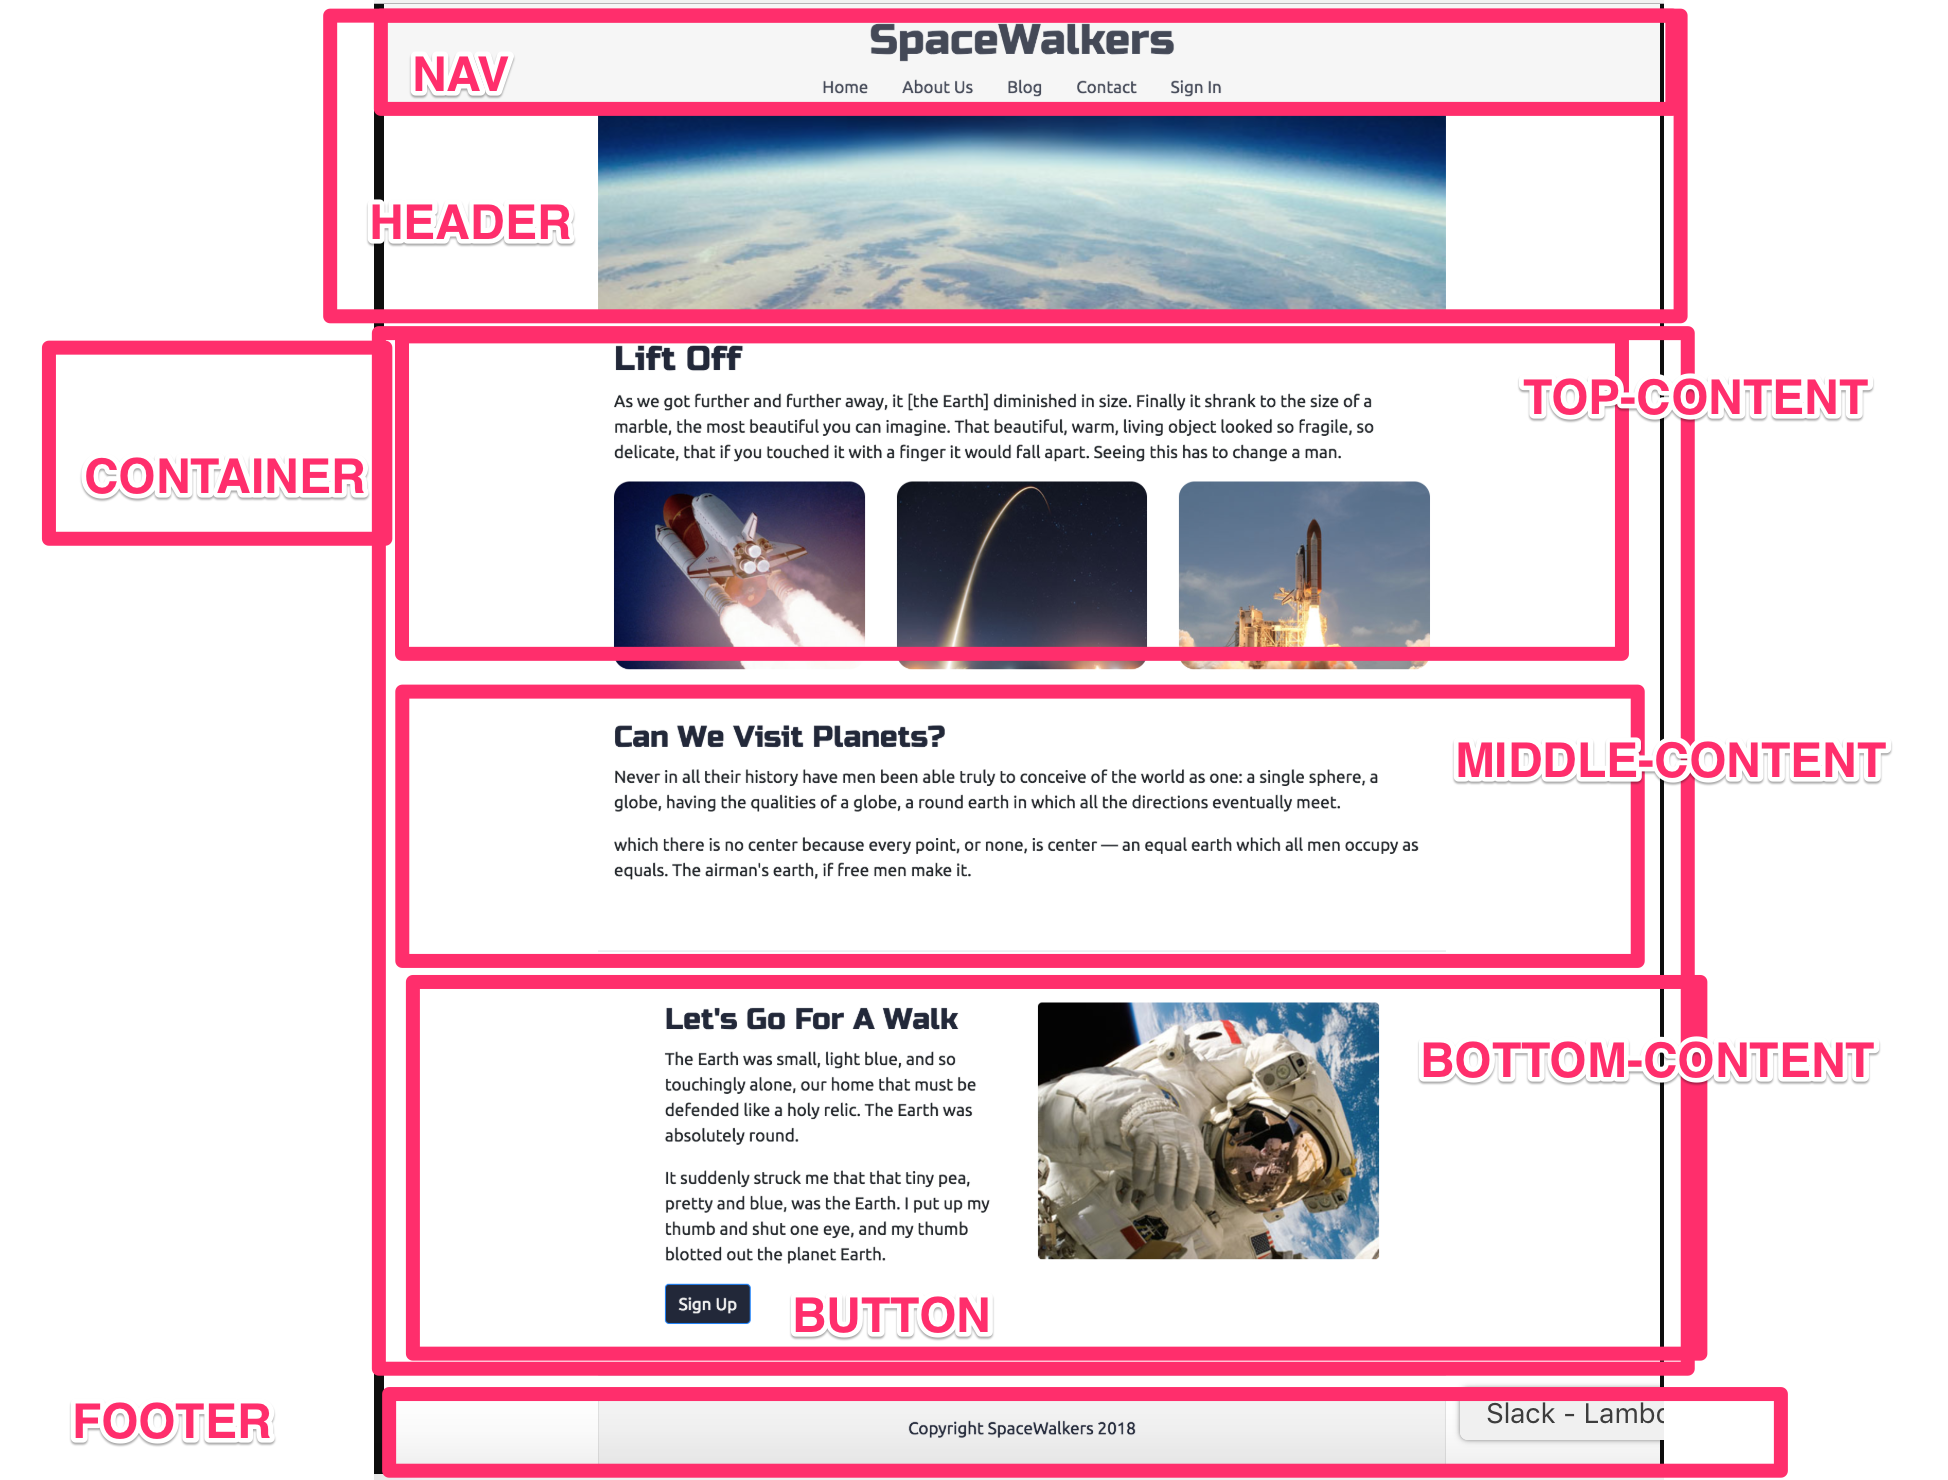 SpaceWalkers
NAV
Home About Us Blog Contact Sign In
HEADER
Lift Off
TOP-CONTENT
As we got further and further away, it [the Earth] diminished in size. Finally it shrank to the size of a
marble, the most beautiful you can imagine. That beautiful, warm, living object looked so fragile, so
delicate, that if you touched it with a finger it would fall apart. Seeing this has to change a man.
CONTAINER
Can We Visit Planets?
MIDDLE-CONTENT
Never in all their history have men been able truly to conceive of the world as one: a single sphere, a
globe, having the qualities of a globe, a round earth in which all the directions eventually meet.
which there is no center because every point, or none, is center — an equal earth which all men occupy as
equals. The airman's earth, if free men make it.
Let's Go For A Walk
BOTTOM-CONTENT
The Earth was small, light blue, and so
touchingly alone, our home that must be
defended like a holy relic. The Earth was
absolutely round.
It suddenly struck me that that tiny pea,
pretty and blue, was the Earth. I put up my
thumb and shut one eye, and my thumb
blotted out the planet Earth.
Sign Up
BUTTON
FOOTER
Slack - Lambd
Copyright SpaceWalkers 2018